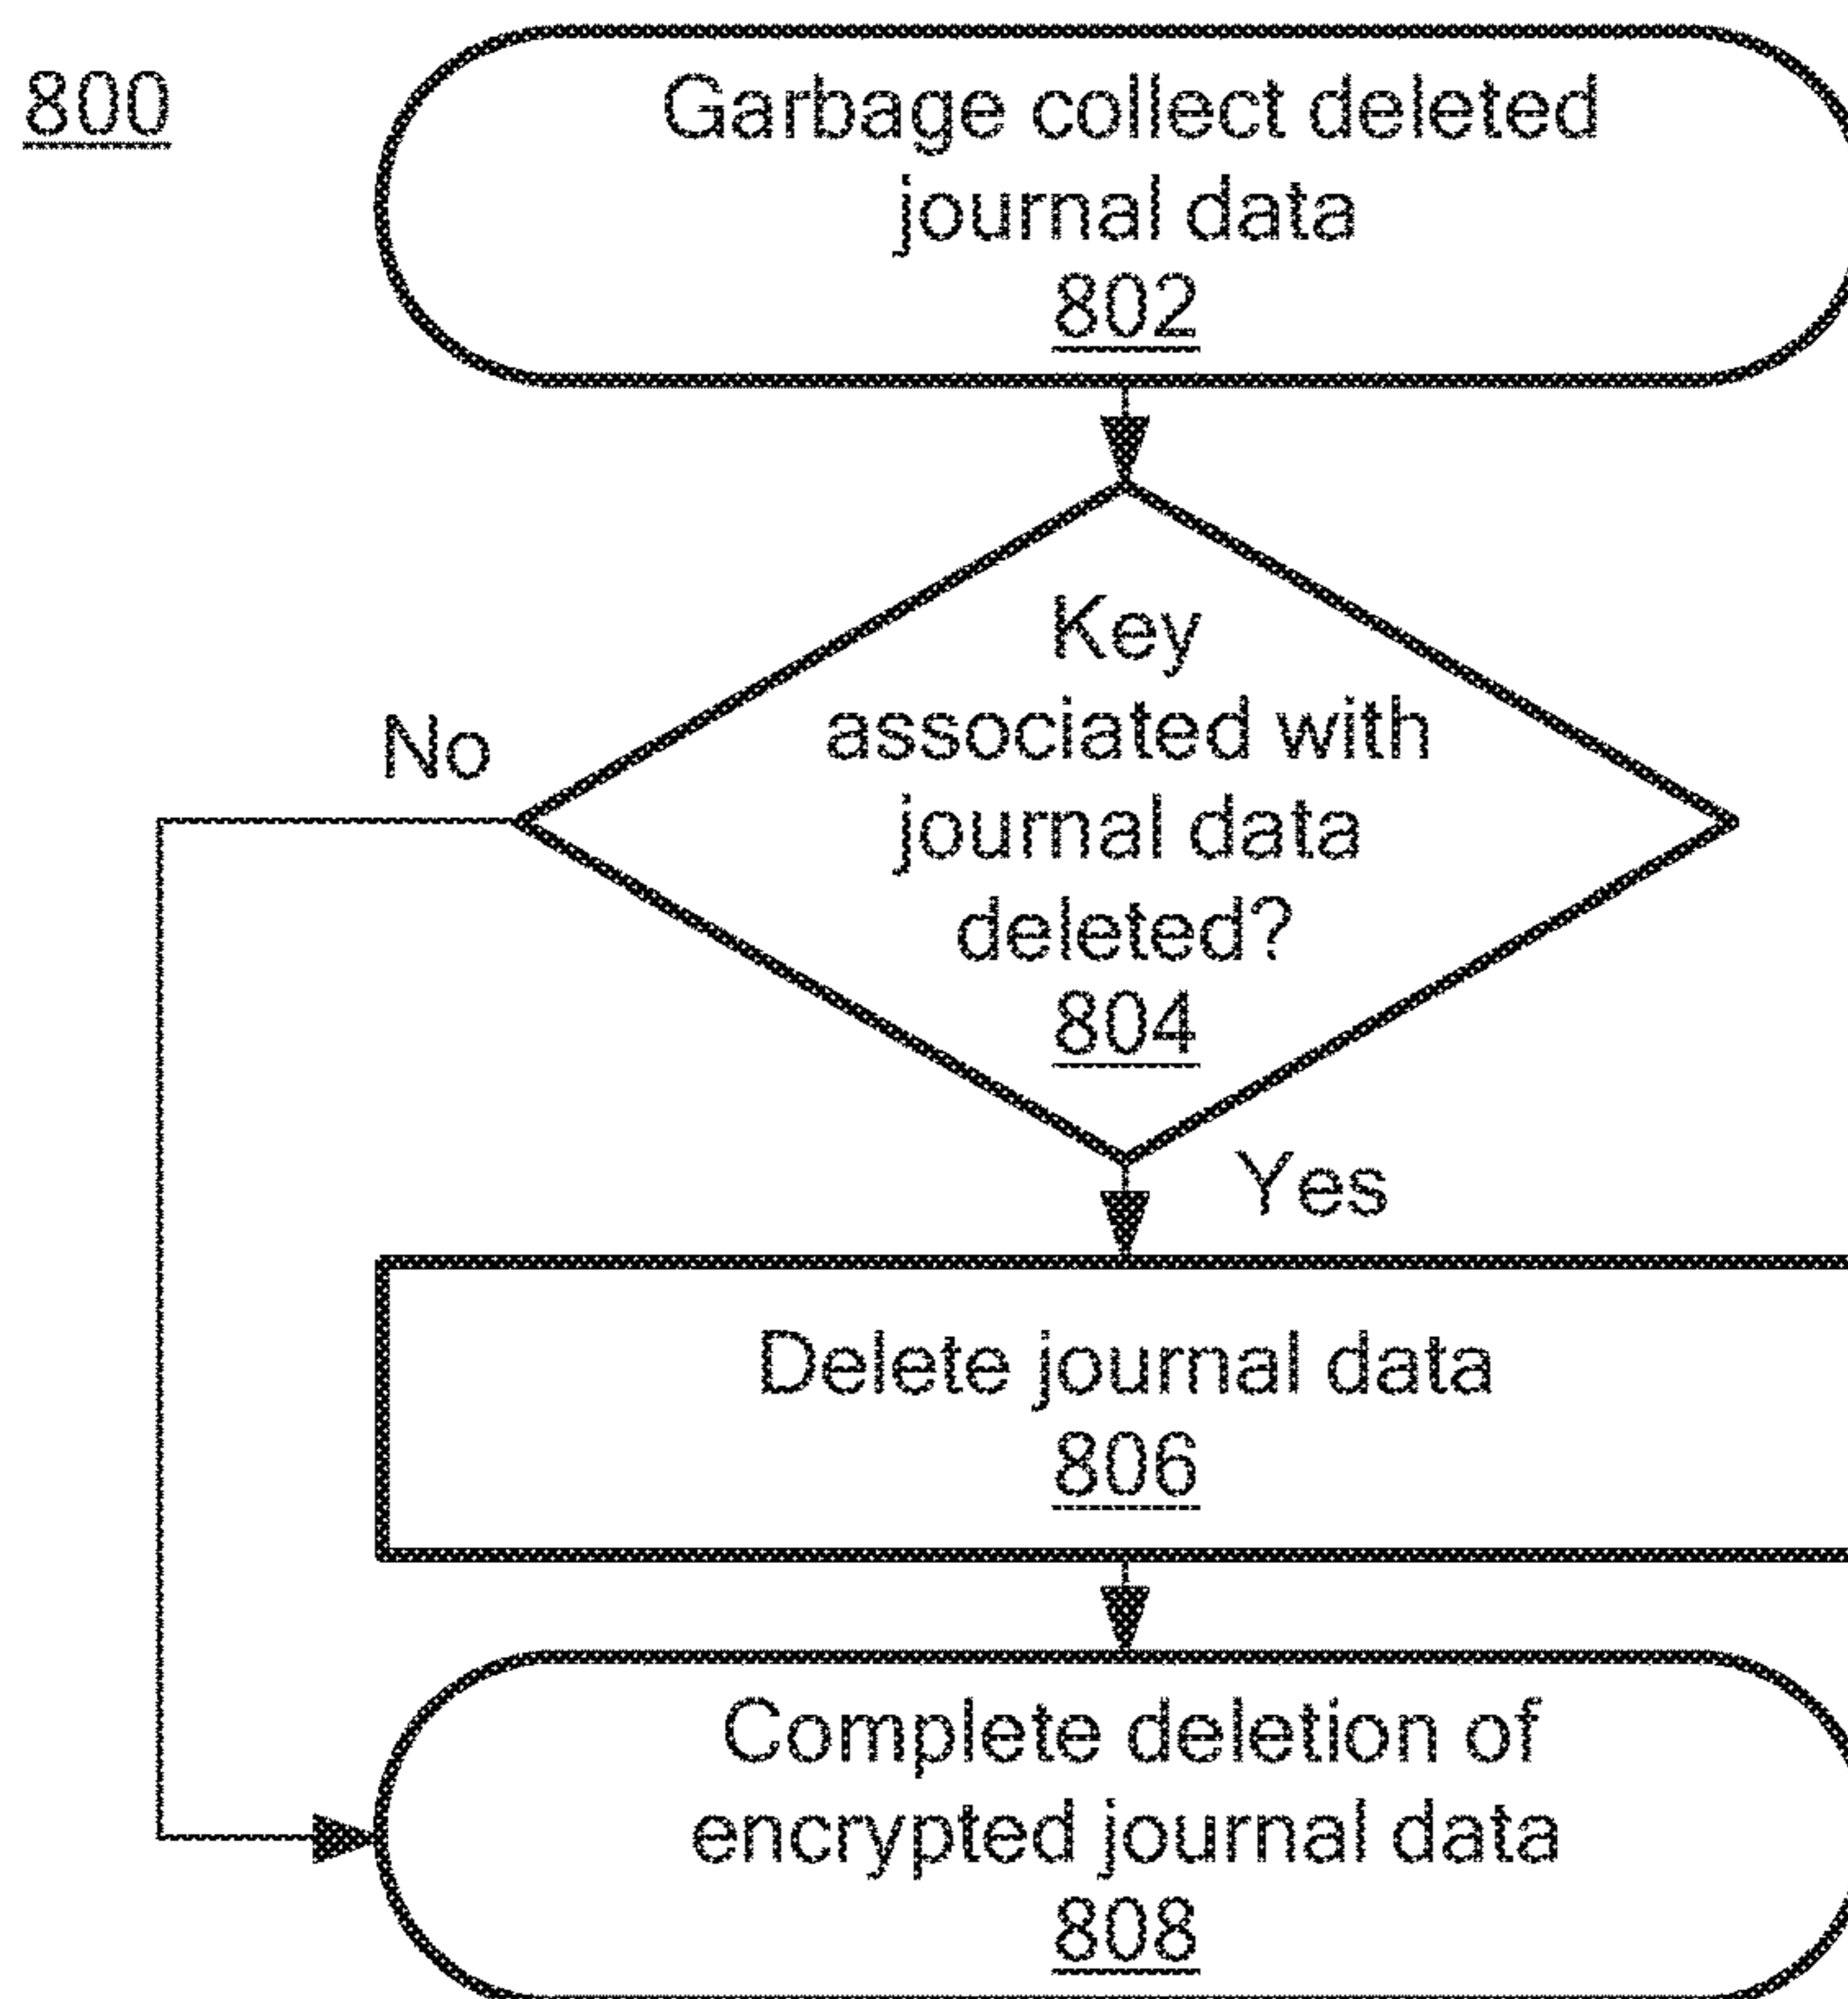 800
Garbage collect deleted
journal data
802
Key
associated with
journal data
deleted?
804
No
Yes
Delete journal data
806
Complete deletion of
encrypted journal data
808